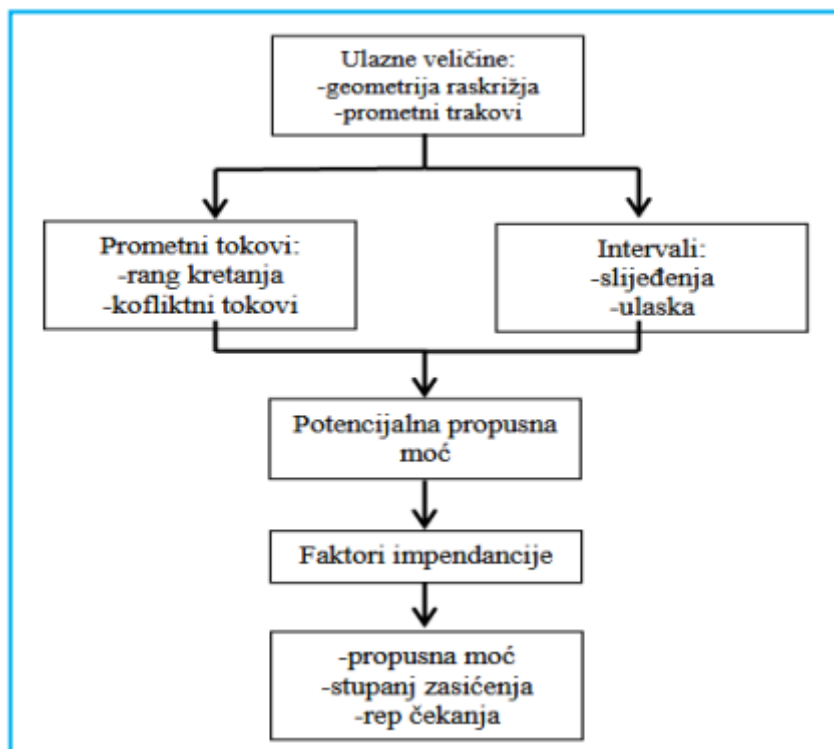 Ulazne veličine:
-geometrija raskrižja
-prometni trakovi
Prometni tokovi:
-rang kretanja
-kofliktni tokovi
Intervali:
-slijeđenja
-ulaska
Potencijalna propusna
moć
Faktori impendancije
-propusna moć
-stupanj zasićenja
-rep čekanja